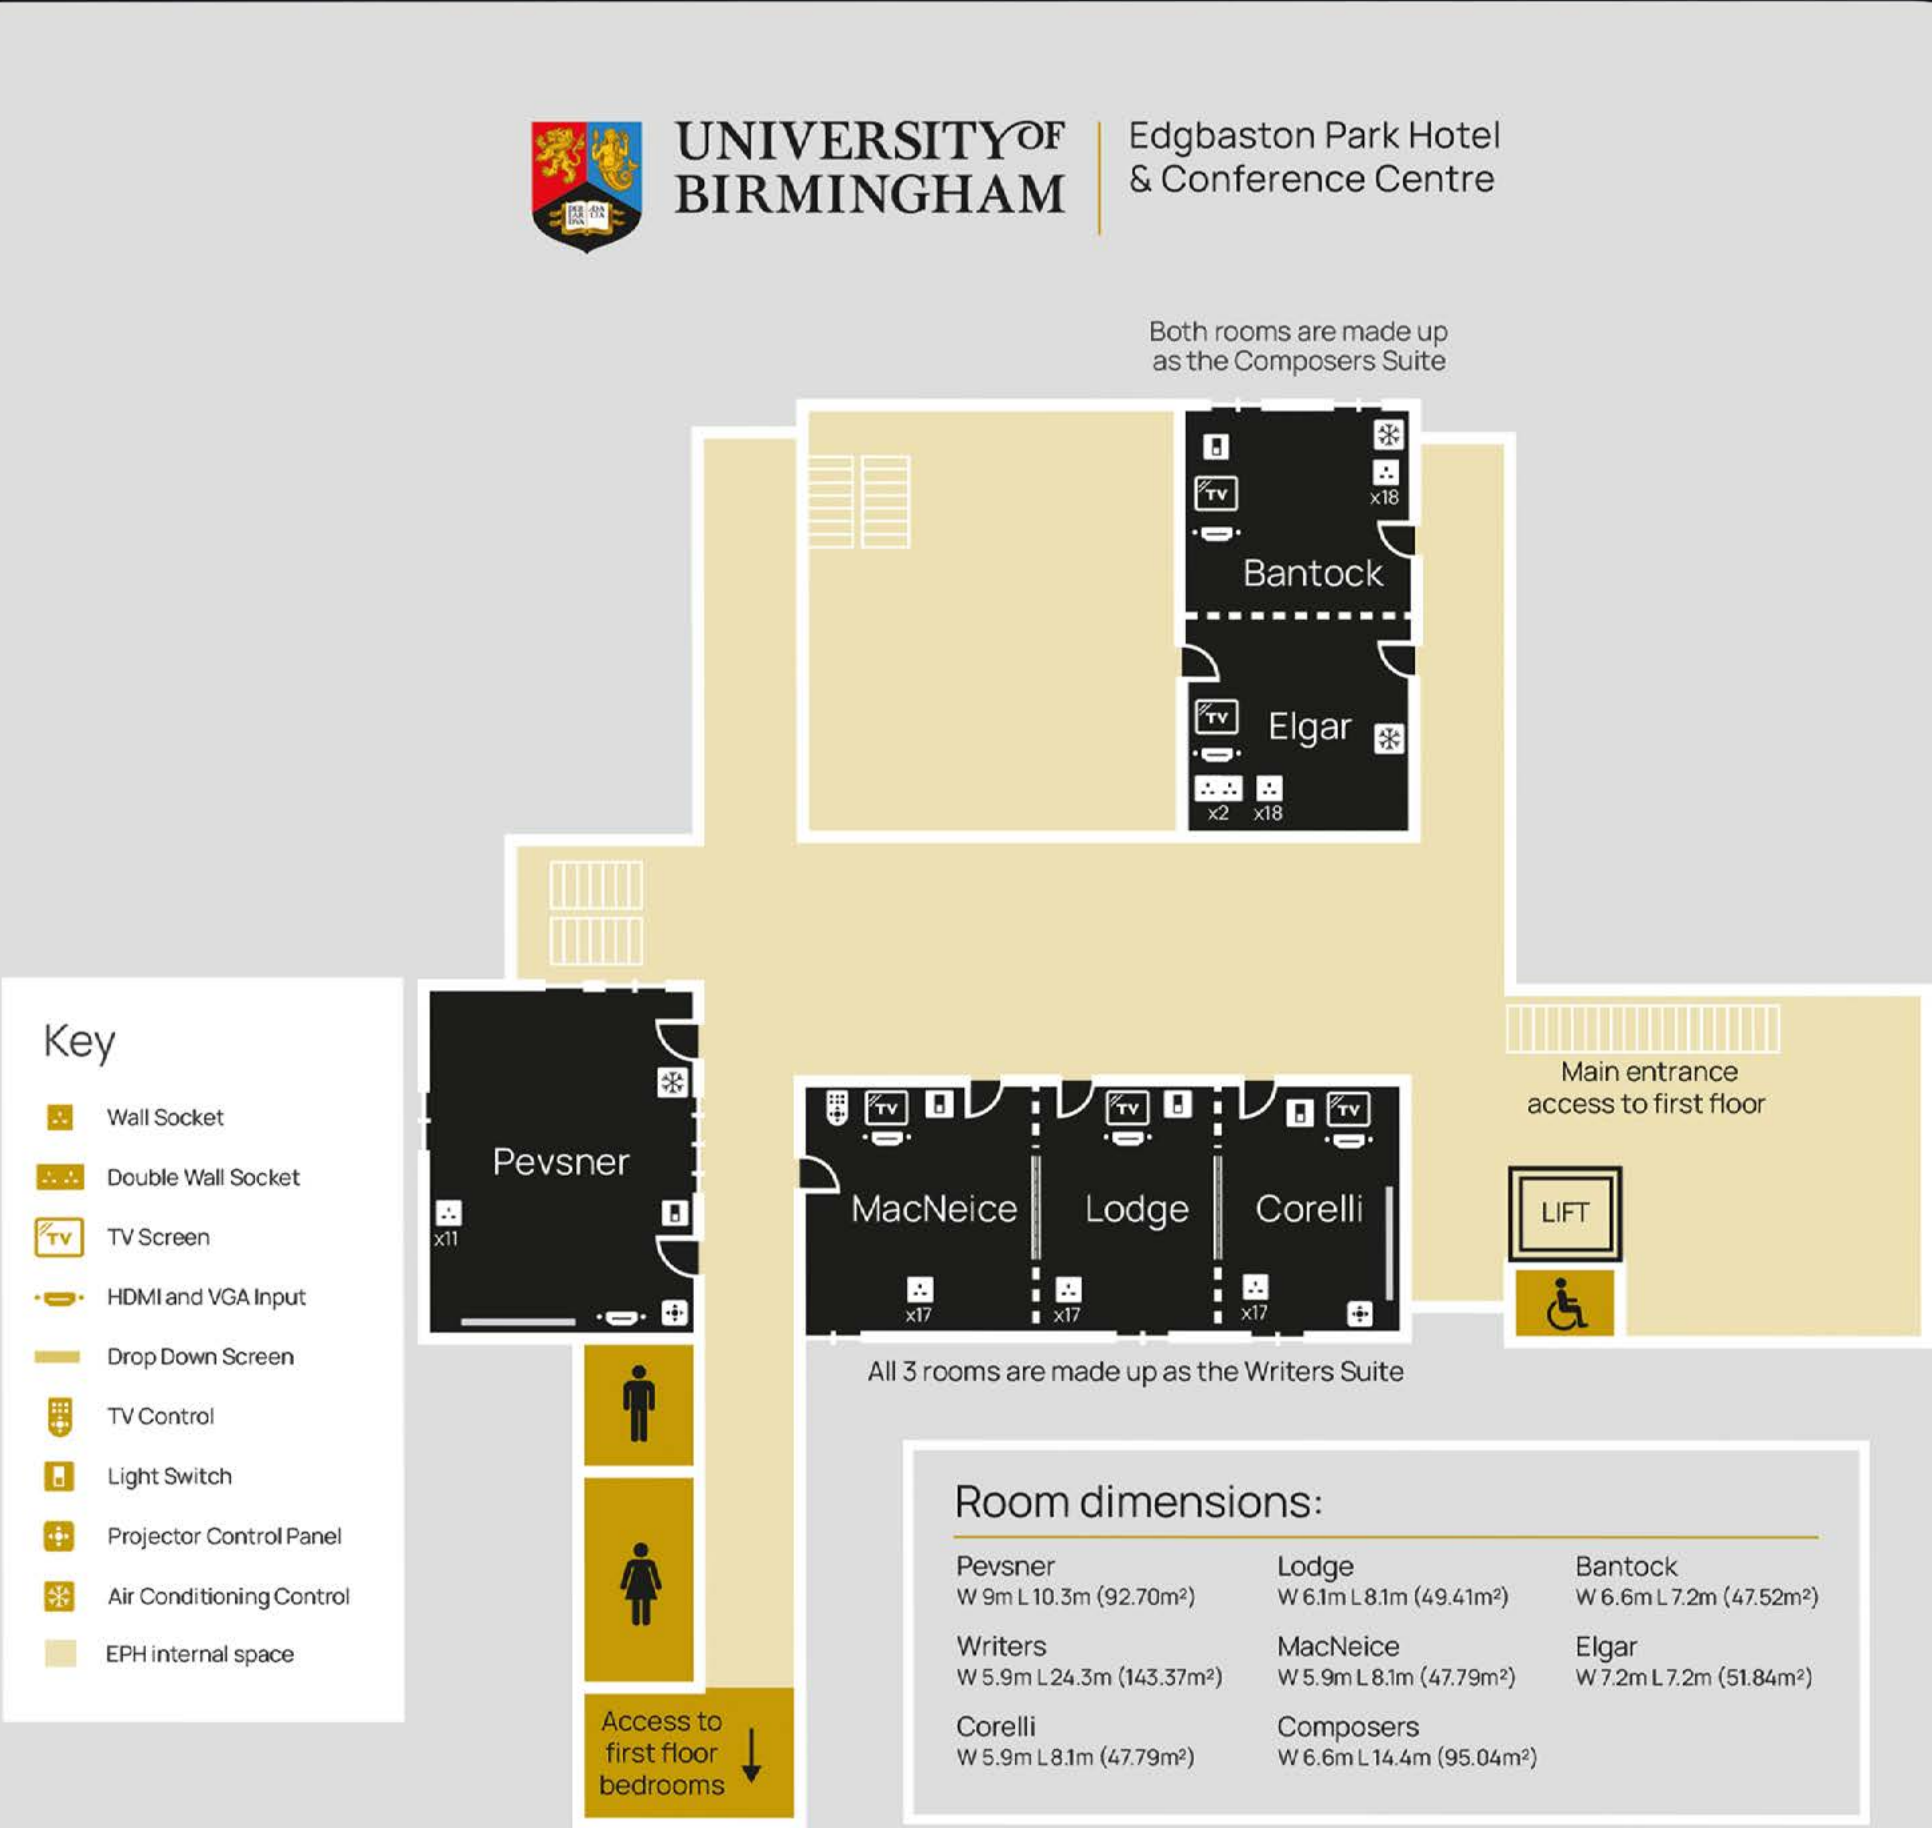 UNIVERSITY OF
BIRMINGHAM
Edgbaston Park Hotel
& Conference Centre
Both rooms are made up
as the Composers Suite
TV
x18
Bantock
TV
Elgar
x2
x18
Key
Wall Socket
Double Wall Socket
TV
TV Screen
HDMI and VGA Input
Drop Down Screen
TV Control
Light Switch
Projector Control Panel
Air Conditioning Control
EPH internal space
Pevsner
x11
TV
TV
TV
MacNeice
Lodge
Corelli
x17
x17
x17
Main entrance
access to first floor
LIFT
All 3 rooms are made up as the Writers Suite
Access to
first floor
bedrooms
Room dimensions:
Pevsner
W 9m L 10.3m (92.70m²)
Writers
W 5.9m L 24.3m (143.37m²)
Corelli
W 5.9m L 8.1m (47.79m²)
Lodge
W 6.1m L 8.1m (49.41m²)
MacNeice
W 5.9m L 8.1m (47.79m²)
Composers
W 6.6m L 14.4m (95.04m²)
Bantock
W 6.6m L 7.2m (47.52m²)
Elgar
W 7.2m L 7.2m (51.84m²)